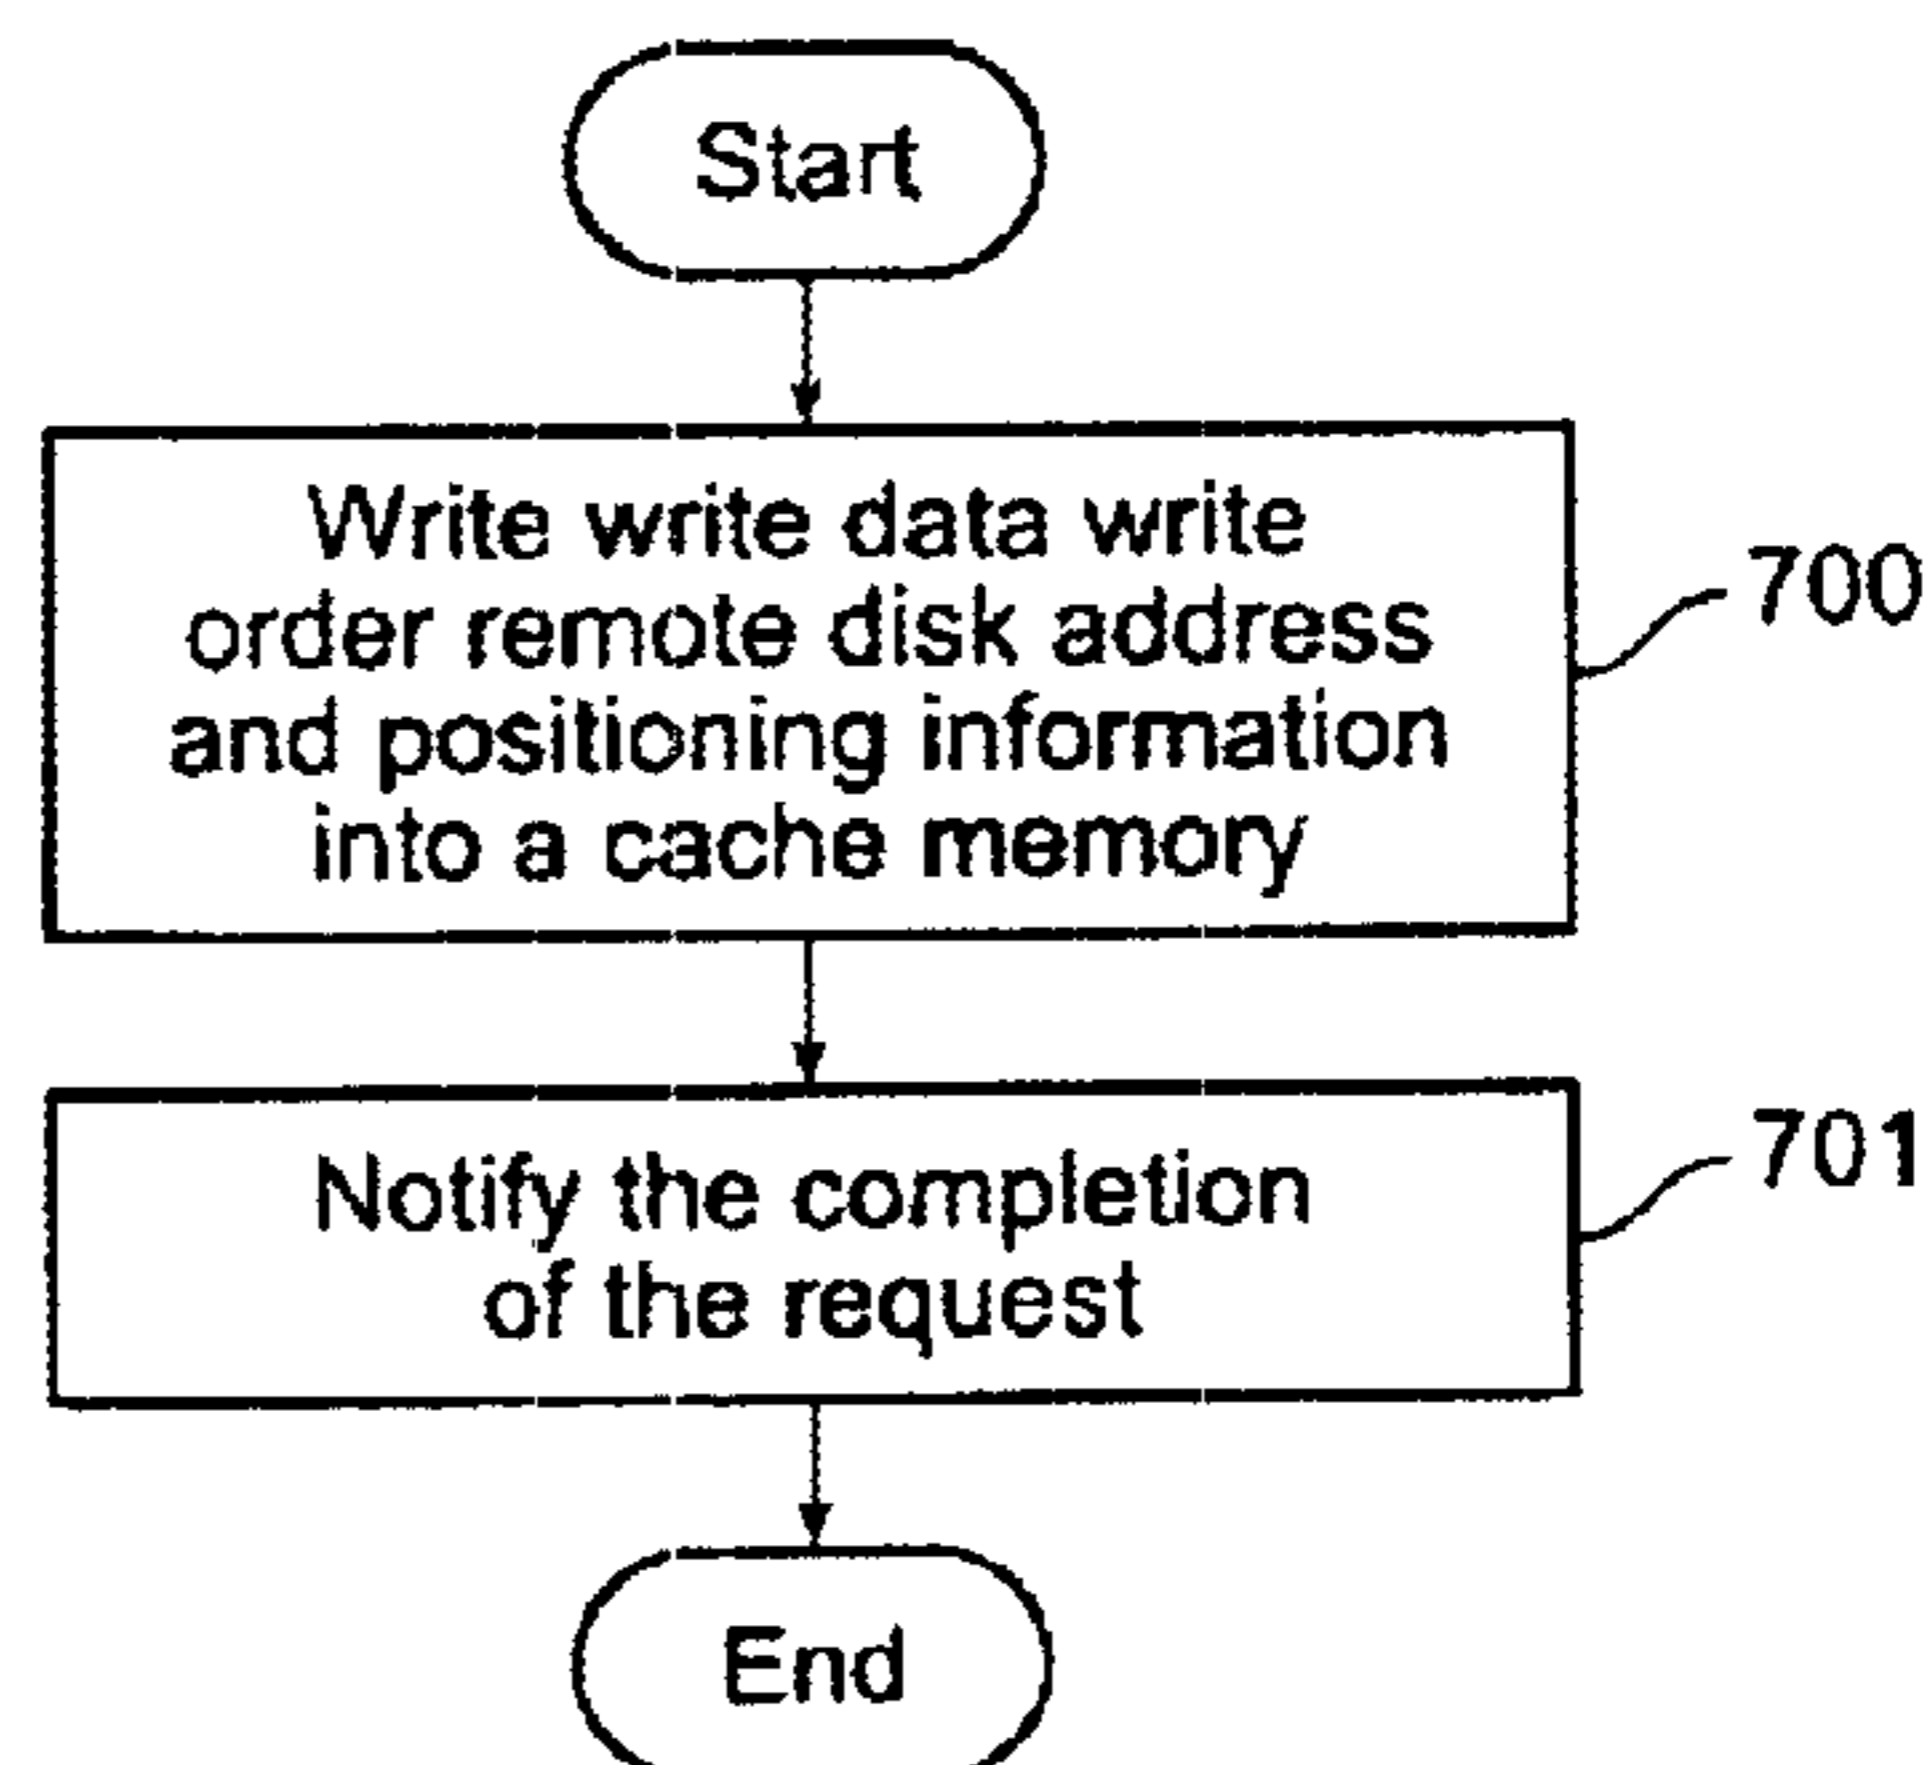 Start
Write write data write
order remote disk address
and positioning information
into a cache memory
700
Notify the completion
of the request
701
End